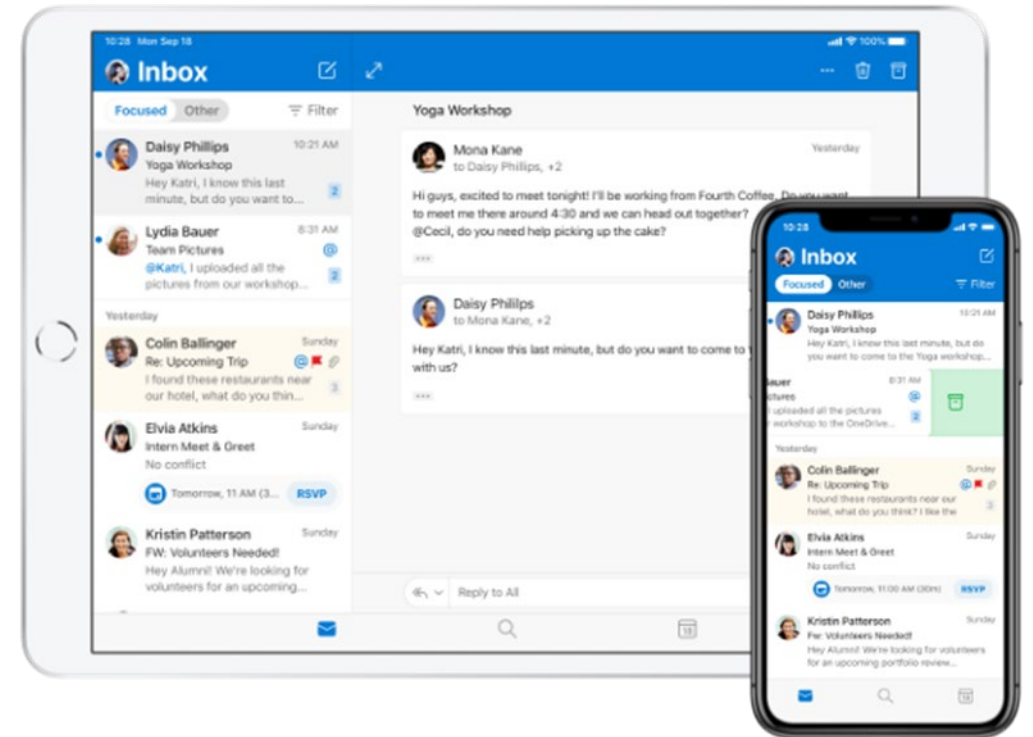 10:28 Mon Sep 18
100%
Inbox
Focused Other
Filter
Daisy Phillips
10:21 AM
Yoga Workshop
Hey Katri, I know this last
minute, but do you want to...
2
Lydia Bauer
8:31 AM
Team Pictures
@
@Katri, I uploaded all the
pictures from our workshop...
2
Yesterday
Colin Ballinger
Sunday
Re: Upcoming Trip
@
I found these restaurants near
our hotel, what do you thin...
3
Elvia Atkins
Sunday
Intern Meet & Greet
No conflict
Tomorrow, 11 AM (3...
RSVP
Kristin Patterson
Sunday
FW: Volunteers Needed!
Hey Alumni! We're looking for
volunteers for an upcoming...
Yoga Workshop
Mona Kane
Yesterday
to Daisy Phillips, +2
Hi guys, excited to meet tonight! I'll be working from Fourth Coffee. Do you want
to meet me there around 4:30 and we can head out together?
@Cecil, do you need help picking up the cake?
Daisy Phililps
to Mona Kane, +2
Hey Katri, I know this last minute, but do you want to come to
with us?
Reply to All
18
10:28
Inbox
Focused Other
Filter
Daisy Phillips
10:21 AM
Yoga Workshop
Hey Katri, I know this last minute, but do
you want to come to the Yoga workshop...
auer
8:31 AM
ctures
@
uploaded all the pictures
workshop to the OneDrive...
2
Yesterday
Colin Ballinger
Sunday
Re: Upcoming Trip
@
I found these restaurants near our
hotel, what do you think? I like the
3
Elvia Atkins
Sunday
Intern Meet & Greet
No conflict
Tomorrow, 11:00 AM (30m)
RSVP
Kristin Patterson
Sunday
Fw: Volunteers Needed!
Hey Alumni! We're looking for volunteers
for an upcoming portfolio review...
18